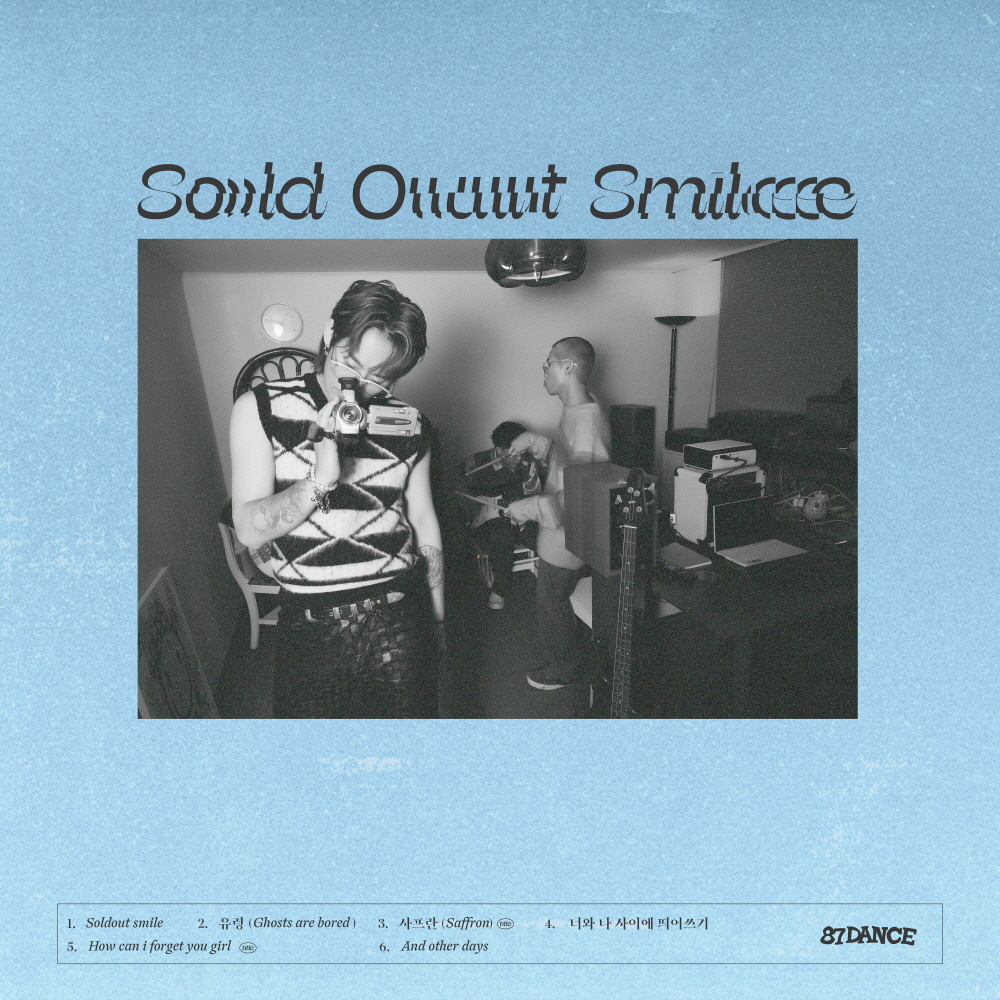 Sold Out Smile
1. Soldout smile 2. 유령 (Ghosts are bored) 3. 사프란 (Saffron) title 4. 너와 나 사이에 띄어쓰기
5. How can i forget you girl title 6. And other days
87DANCE